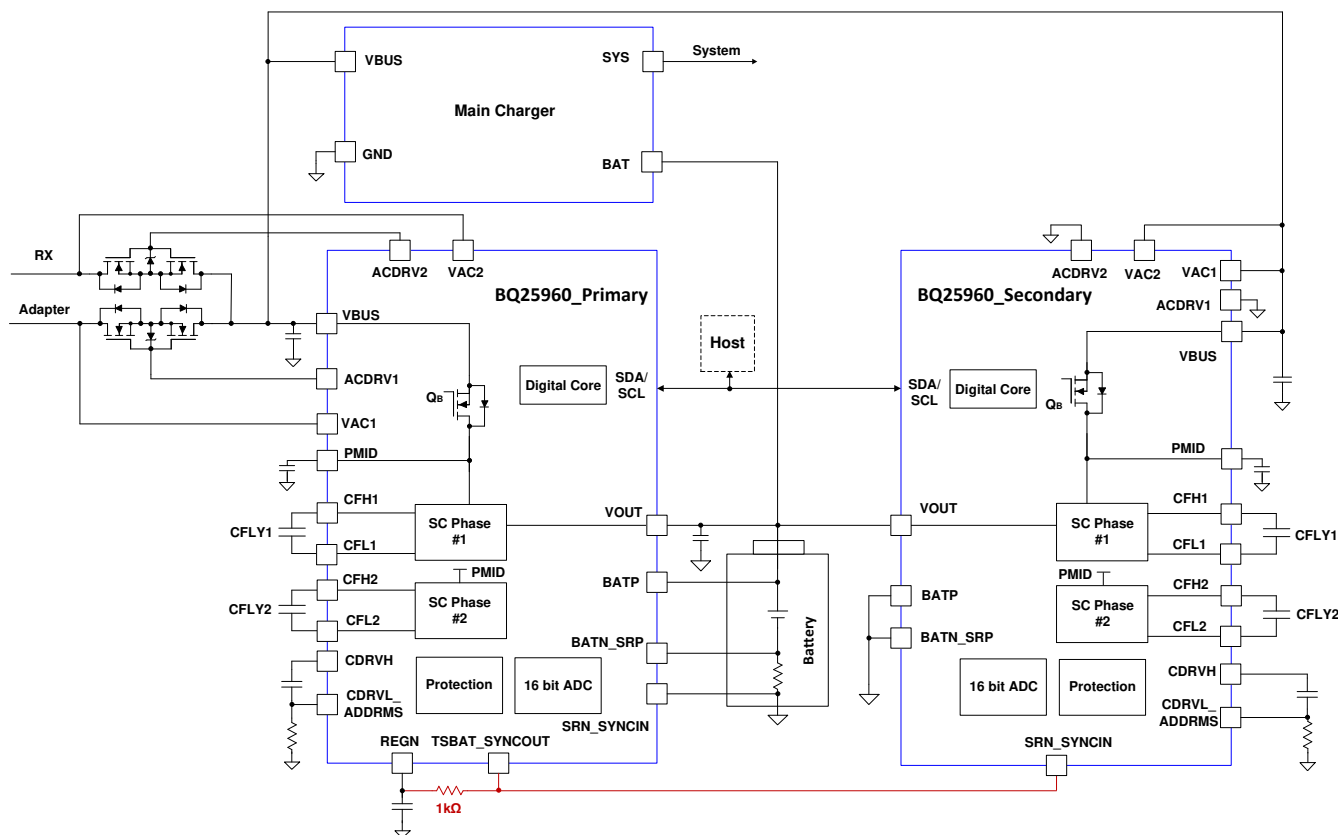 VBUS
SYS
System
Main Charger
GND
BAT
RX
ACDRV2
VAC2
ACDRV2
VAC2
VAC1
BQ25960_Primary
BQ25960_Secondary
ACDRV1
Adapter
VBUS
VBUS
Host
ACDRV1
Digital Core
SDA/
SCL
SDA/
SCL
Digital Core
QB
QB
VAC1
PMID
PMID
CFH1
CFLY1
CFL1
SC Phase
#1
VOUT
VOUT
SC Phase
#1
CFH1
CFL1
CFLY1
CFH2
CFLY2
CFL2
PMID
SC Phase
#2
BATP
BATN_SRP
Battery
BATP
BATN_SRP
PMID
SC Phase
#2
CFH2
CFL2
CFLY2
CDRVH
CDRVL_
ADDRMS
Protection
16 bit ADC
SRN_SYNCIN
16 bit ADC
Protection
CDRVH
CDRVL_
ADDRMS
REGN
TSBAT_SYNCOUT
SRN_SYNCIN
1kΩ